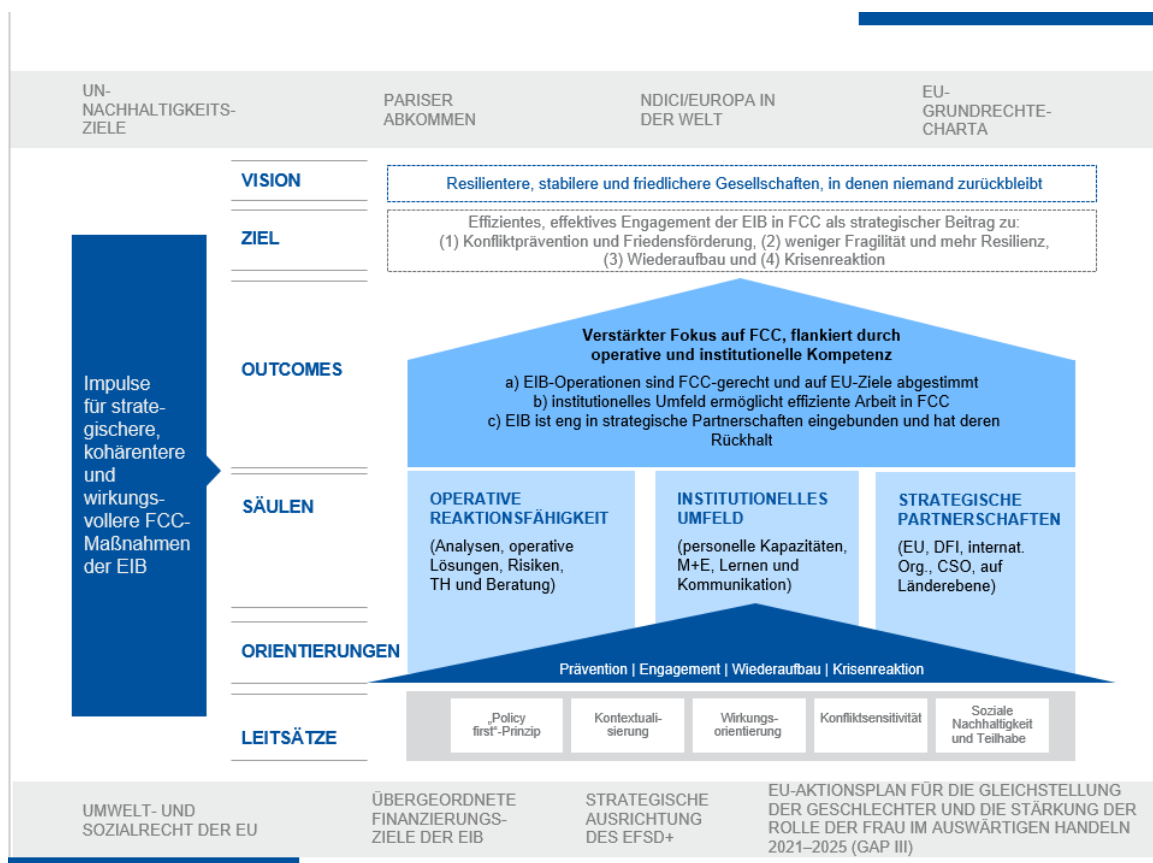 UN-
NACHHALTIGKEITS-
ZIELE
PARISER
ABKOMMEN
NDICI/EUROPA IN
DER WELT
EU-
GRUNDRECHTE-
CHARTA
VISION
Resilientere, stabilere und friedlichere Gesellschaften, in denen niemand zurückbleibt
ZIEL
Effizientes, effektives Engagement der EIB in FCC als strategischer Beitrag zu:
(1) Konfliktprävention und Friedensförderung, (2) weniger Fragilität und mehr Resilienz,
(3) Wiederaufbau und (4) Krisenreaktion
Impulse
für strate-
gischere,
kohärentere
und
wirkungs-
vollere FCC-
Maßnahmen
der EIB
OUTCOMES
Verstärkter Fokus auf FCC, flankiert durch
operative und institutionelle Kompetenz
a) EIB-Operationen sind FCC-gerecht und auf EU-Ziele abgestimmt
b) institutionelles Umfeld ermöglicht effiziente Arbeit in FCC
c) EIB ist eng in strategische Partnerschaften eingebunden und hat deren
Rückhalt
SÄULEN
OPERATIVE
REAKTIONSFÄHIGKEIT
(Analysen, operative
Lösungen, Risiken,
TH und Beratung)
INSTITUTIONELLES
UMFELD
(personelle Kapazitäten,
M+E, Lernen und
Kommunikation)
STRATEGISCHE
PARTNERSCHAFTEN
(EU, DFI, internat.
Org., CSO, auf
Länderebene)
ORIENTIERUNGEN
Prävention | Engagement | Wiederaufbau | Krisenreaktion
LEITSÄTZE
„Policy
first“-Prinzip
Kontextuali-
sierung
Wirkungs-
orientierung
Konfliktsensitivität
Soziale
Nachhaltigkeit
und Teilhabe
UMWELT- UND
SOZIALRECHT DER EU
ÜBERGEORDNETE
FINANZIERUNGS-
ZIELE DER EIB
STRATEGISCHE
AUSRICHTUNG
DES EFSD+
EU-AKTIONSPLAN FÜR DIE GLEICHSTELLUNG
DER GESCHLECHTER UND DIE STÄRKUNG DER
ROLLE DER FRAU IM AUSWÄRTIGEN HANDELN
2021–2025 (GAP III)